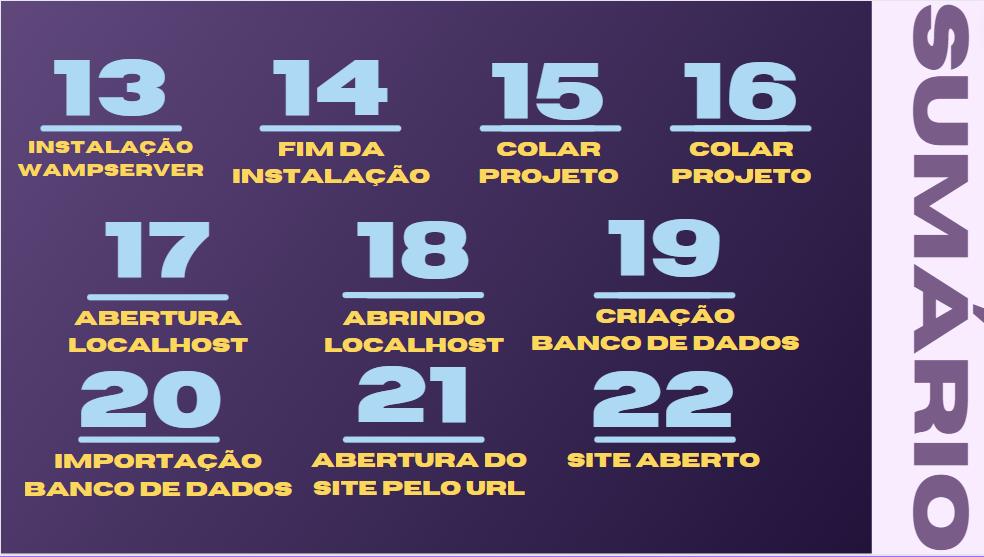 13
INSTALAÇÃO
WAMPSERVER
14
FIM DA
INSTALAÇÃO
15
COLAR
PROJETO
16
COLAR
PROJETO
17
ABERTURA
LOCALHOST
18
ABRINDO
LOCALHOST
19
CRIAÇÃO
BANCO DE DADOS
20
IMPORTAÇÃO
BANCO DE DADOS
21
ABERTURA DO
SITE PELO URL
22
SITE ABERTO
SUMÁRIO